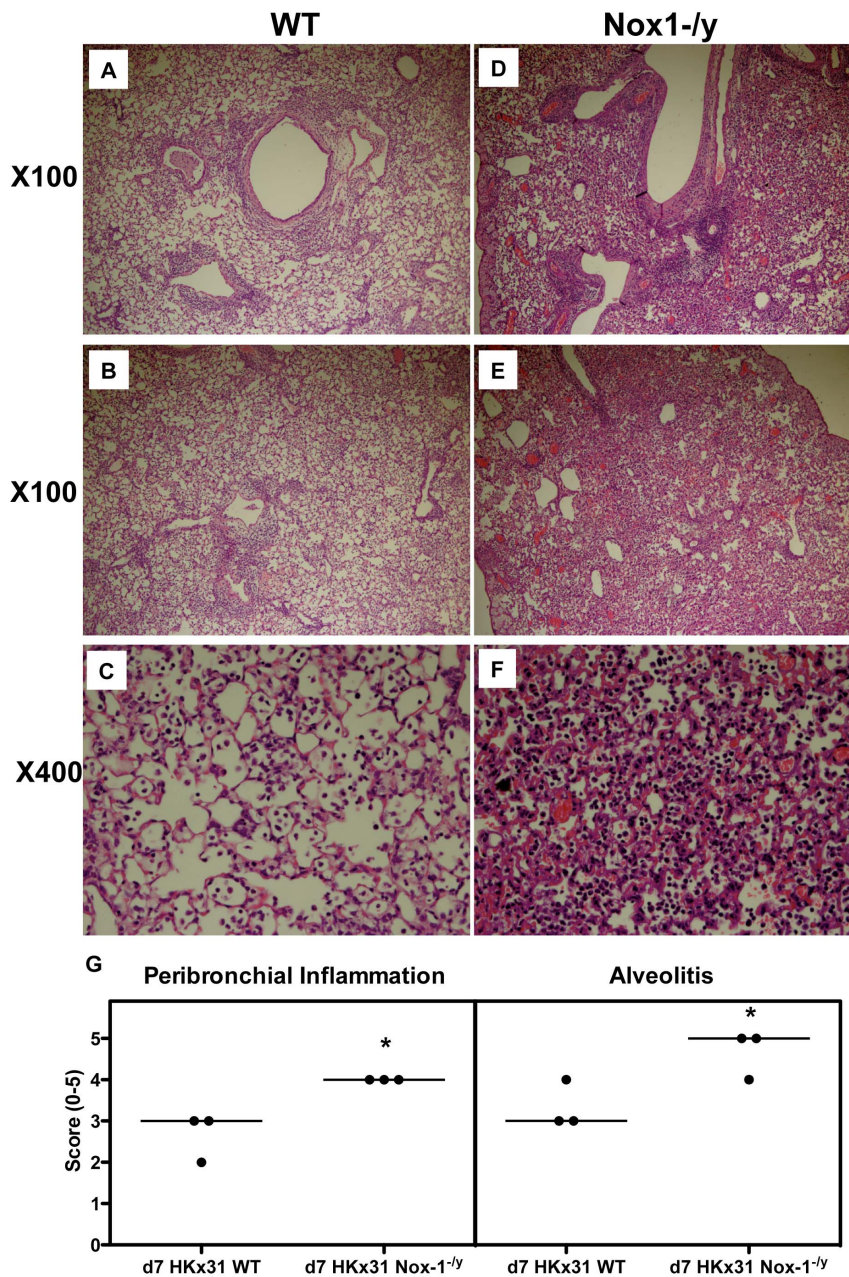 WT Nox1-/y
A D
X100
B E
X100
C F
X400
G
Peribronchial Inflammation Alveolitis
* *
Score (0-5)
5
4
3
2
1
0
d7 HKx31 WT d7 HKx31 Nox-1-/y d7 HKx31 WT d7 HKx31 Nox-1-/y